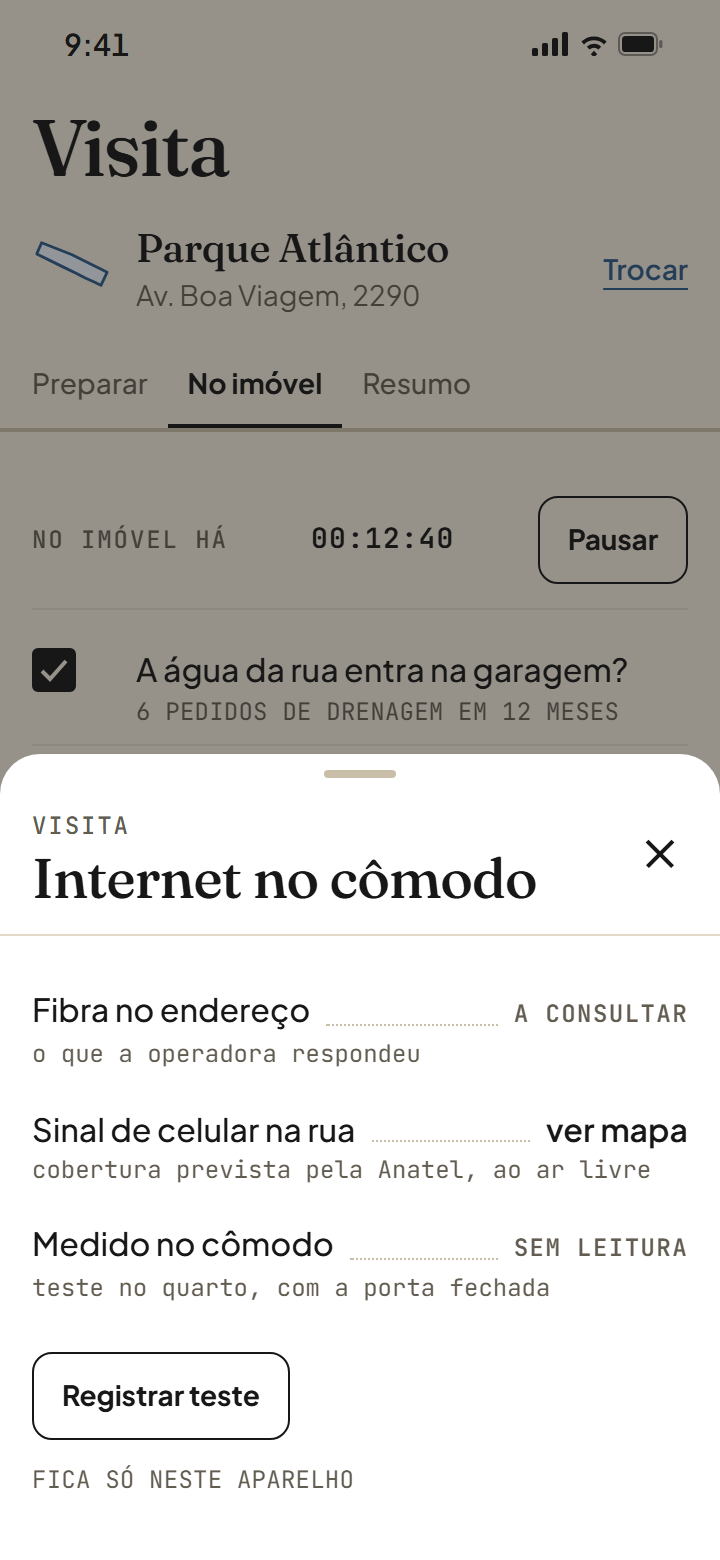 9:41
Visita
Parque Atlântico
Av. Boa Viagem, 2290
Trocar
Preparar No imóvel Resumo
NO IMÓVEL HÁ 00:12:40 Pausar
A água da rua entra na garagem?
6 PEDIDOS DE DRENAGEM EM 12 MESES
VISITA
Internet no cômodo
Fibra no endereço A CONSULTAR
o que a operadora respondeu
Sinal de celular na rua ver mapa
cobertura prevista pela Anatel, ao ar livre
Medido no cômodo SEM LEITURA
teste no quarto, com a porta fechada
Registrar teste
FICA SÓ NESTE APARELHO